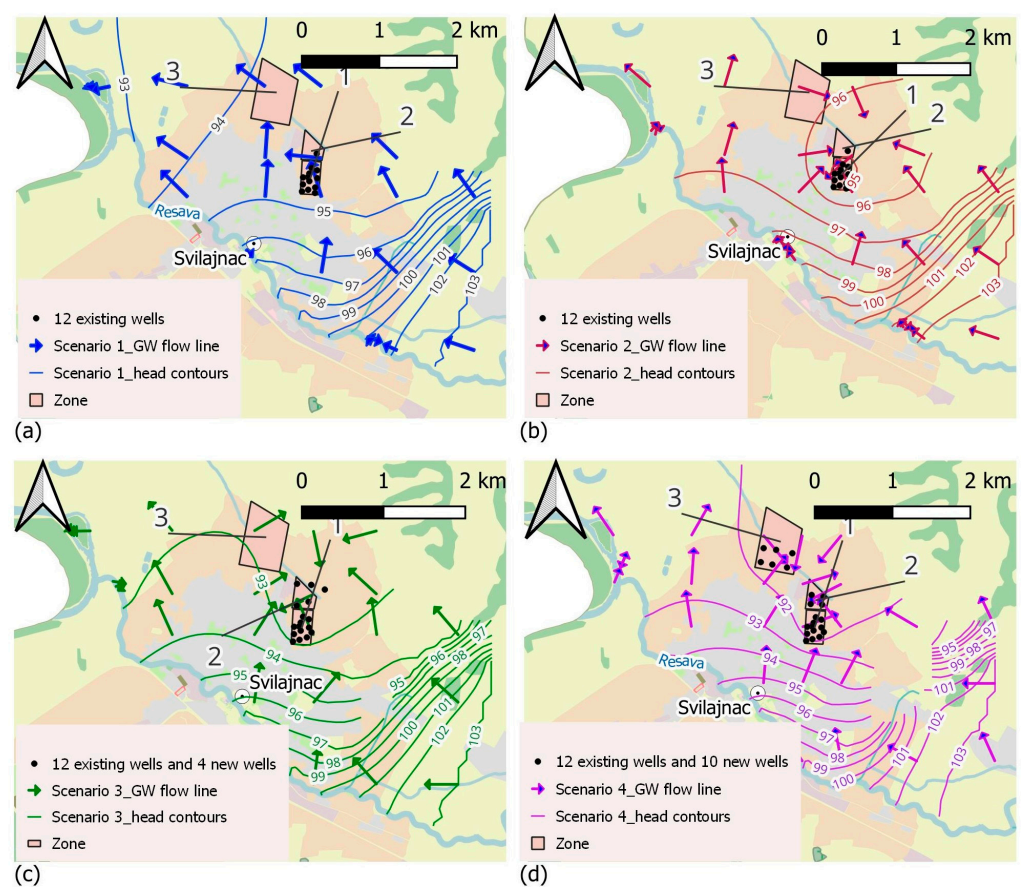 0 1 2 km
3
1
2
93
94
95
Resava
Svilajnac
96
97
98
99
100
101
102
103
12 existing wells
Scenario 1_GW flow line
Scenario 1_head contours
Zone
(a)
0 1 2 km
3
1
2
96
95
96
97
Svilajnac
98
99
100
101
102
103
12 existing wells
Scenario 2_GW flow line
Scenario 2_head contours
Zone
(b)
0 1 2 km
3
1
93
2
94
95
Svilajnac
96
97
98
99
95
96
98
97
100
101
102
103
12 existing wells and 4 new wells
Scenario 3_GW flow line
Scenario 3_head contours
Zone
(c)
0 1 2 km
3
1
2
92
93
94
Resava
95
Svilajnac
96
97
98
99
100
101
95
97
98
99
101
102
103
12 existing wells and 10 new wells
Scenario 4_GW flow line
Scenario 4_head contours
Zone
(d)